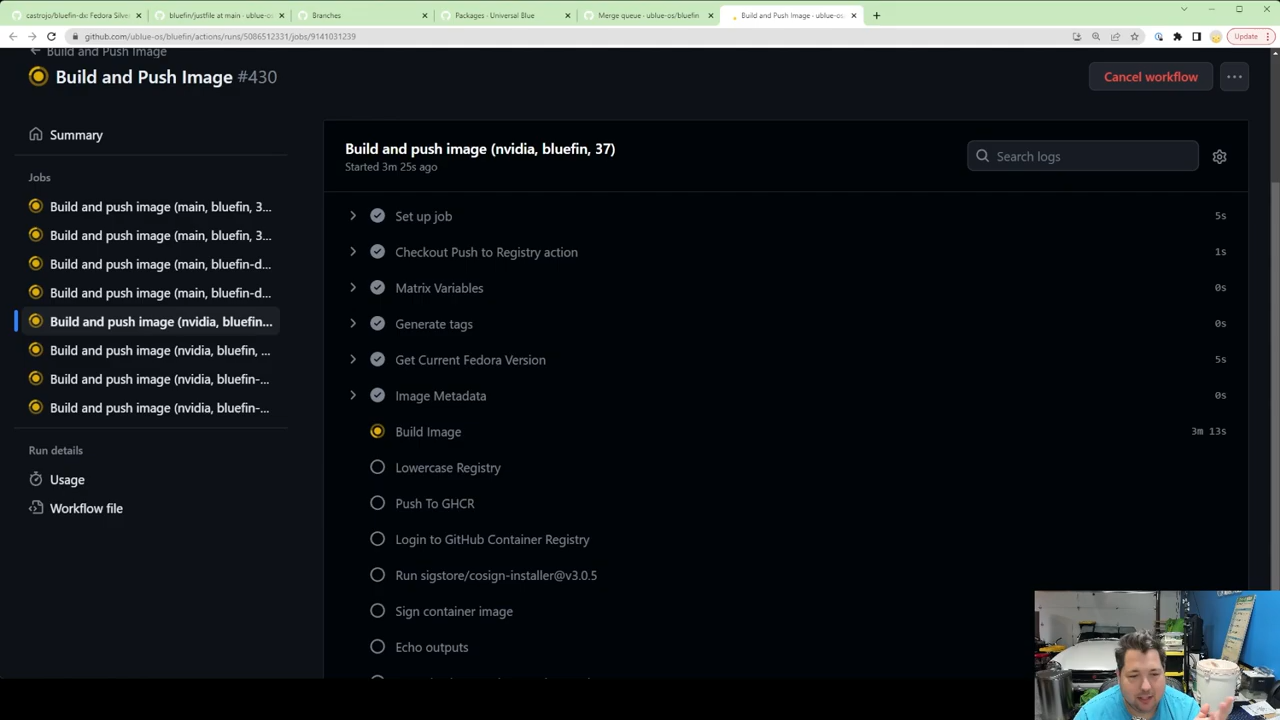 castrojo/bluefin-dx: Fedora Silver
bluefin/justfile at main · ublue-os
Branches
Packages - Universal Blue
Merge queue · ublue-os/bluefin
Build and Push Image · ublue-os
github.com/ublue-os/bluefin/actions/runs/5086512331/jobs/9141031239
Update
Build and Push Image
Build and Push Image #430
Cancel workflow
Summary
Jobs
Build and push image (main, bluefin, 3...
Build and push image (main, bluefin, 3...
Build and push image (main, bluefin-d...
Build and push image (main, bluefin-d...
Build and push image (nvidia, bluefin...
Build and push image (nvidia, bluefin, ...
Build and push image (nvidia, bluefin-...
Build and push image (nvidia, bluefin-...
Run details
Usage
Workflow file
Build and push image (nvidia, bluefin, 37)
Started 3m 25s ago
Search logs
Set up job 5s
Checkout Push to Registry action 1s
Matrix Variables 0s
Generate tags 0s
Get Current Fedora Version 5s
Image Metadata 0s
Build Image 3m 13s
Lowercase Registry
Push To GHCR
Login to GitHub Container Registry
Run sigstore/cosign-installer@v3.0.5
Sign container image
Echo outputs